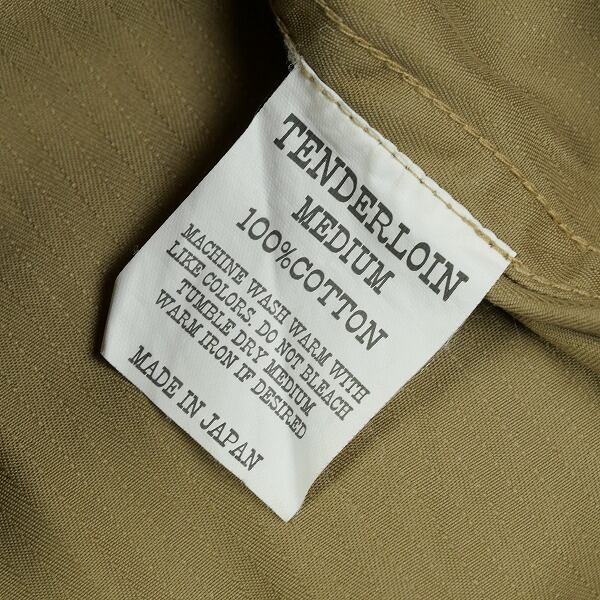 TENDERLOIN
MEDIUM
100%COTTON
MACHINE WASH WARM WITH
LIKE COLORS. DO NOT BLEACH
TUMBLE DRY MEDIUM
WARM IRON IF DESIRED
MADE IN JAPAN